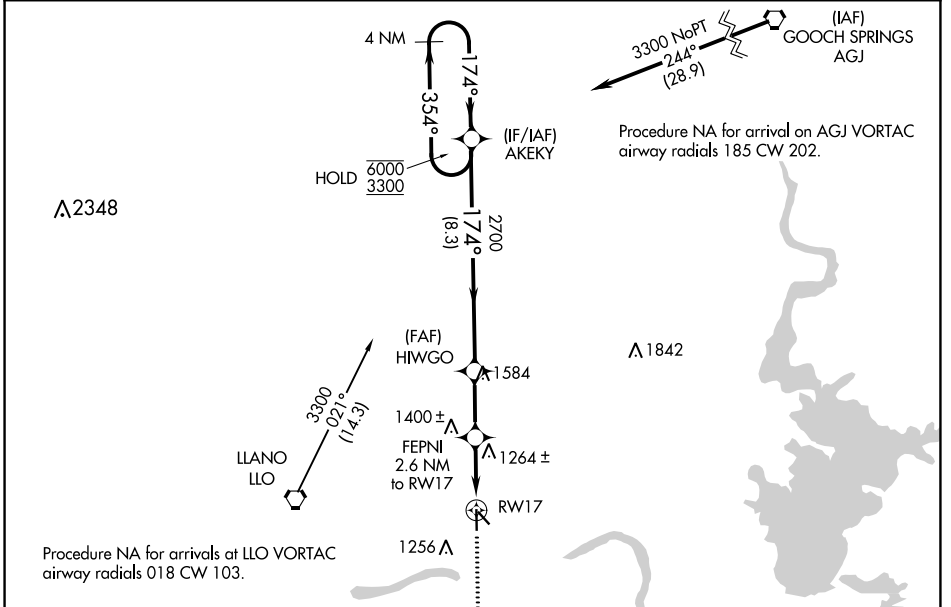 4 NM
174°
354°
HOLD
6000
3300
(IF/IAF)
AKEKY
3300 NoPT
244°
(28.9)
(IAF)
GOOCH SPRINGS
AGJ
Procedure NA for arrival on AGJ VORTAC
airway radials 185 CW 202.
2348
2700
174°
(8.3)
(FAF)
HIWGO
1584
1842
3300
021°
(14.3)
LLANO
LLO
1400 ±
FEPNI
2.6 NM
to RW17
1264 ±
RW17
1256
Procedure NA for arrivals at LLO VORTAC
airway radials 018 CW 103.